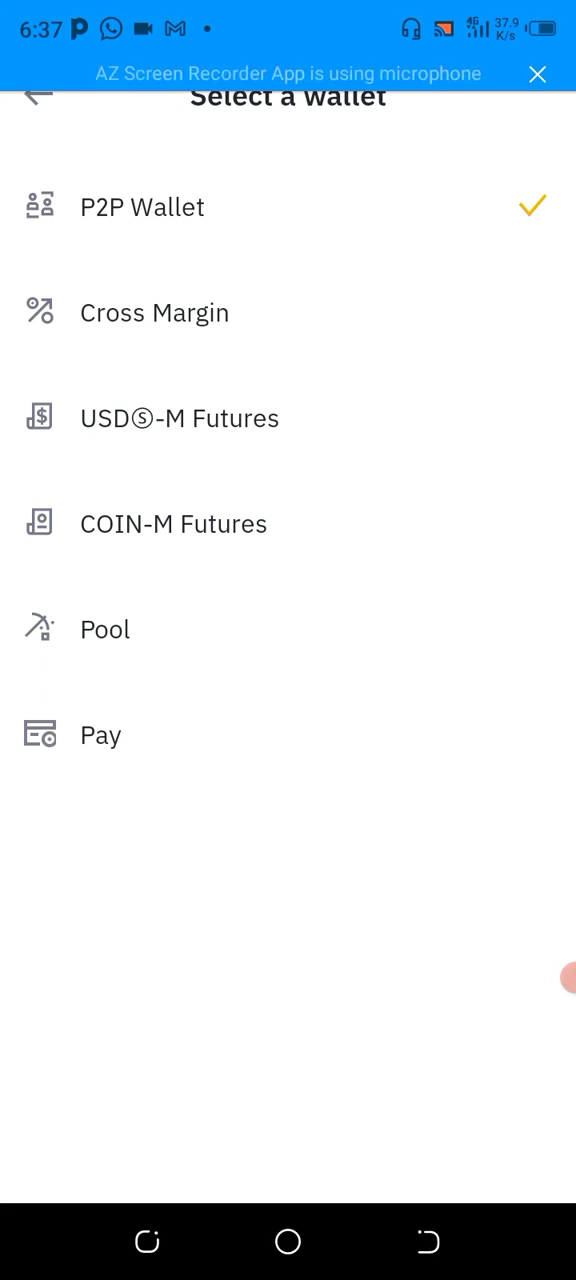 6:37
4G 37.9 K/s
AZ Screen Recorder App is using microphone
Select a wallet
P2P Wallet
Cross Margin
USDⓈ-M Futures
COIN-M Futures
Pool
Pay